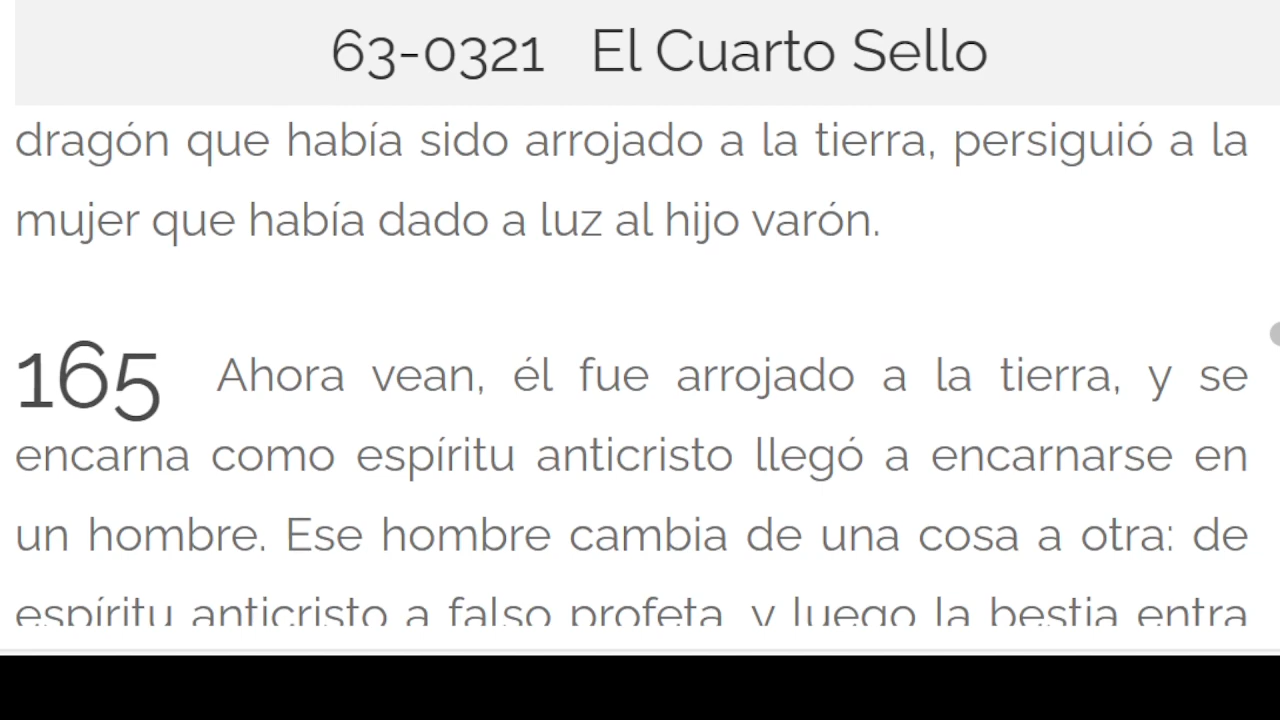 63-0321 El Cuarto Sello
dragón que había sido arrojado a la tierra, persiguió a la
mujer que había dado a luz al hijo varón.
165 Ahora vean, él fue arrojado a la tierra, y se
encarna como espíritu anticristo llegó a encarnarse en
un hombre. Ese hombre cambia de una cosa a otra: de
espíritu anticristo a falso profeta, y luego la bestia entra